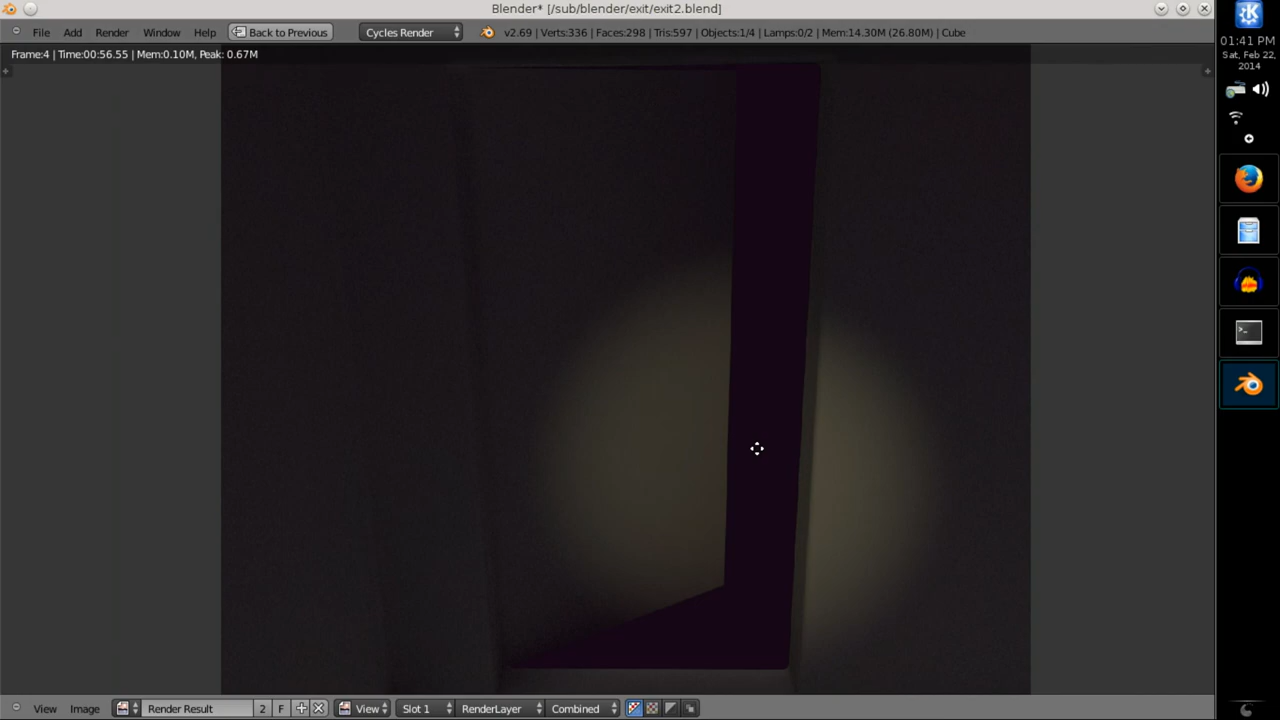 Blender* [/sub/blender/exit/exit2.blend]
File Add Render Window Help Back to Previous Cycles Render v2.69 | Verts:336 | Faces:298 | Tris:597 | Objects:1/4 | Lamps:0/2 | Mem:14.30M (26.80M) | Cube
Frame:4 | Time:00:56.55 | Mem:0.10M, Peak: 0.67M
01:41 PM
Sat, Feb 22, 2014
View Image Render Result 2 F View Slot 1 RenderLayer Combined